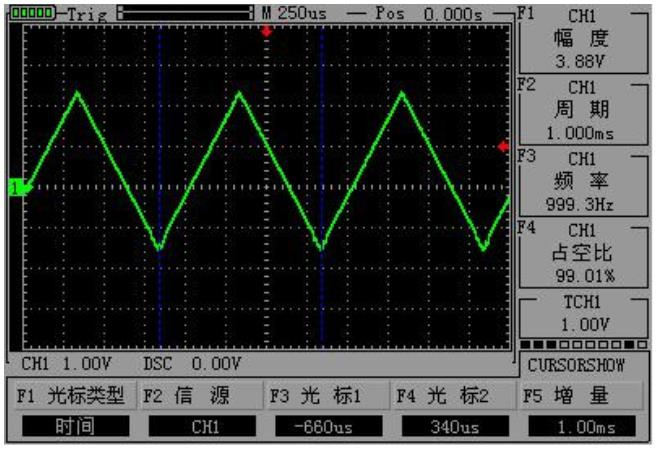 Trig M 250us Pos 0.000s
F1 CH1
幅 度
3.88V
F2 CH1
周 期
1.000ms
F3 CH1
频 率
999.3Hz
F4 CH1
占空比
99.01%
TCH1
1.00V
1
CH1 1.00V DSC 0.00V
CURSORSHOW
F1 光标类型 F2 信 源 F3 光 标1 F4 光 标2 F5 增 量
时间 CH1 -660us 340us 1.00ms